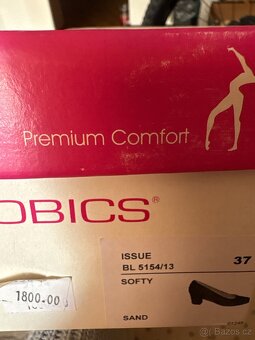 Premium Comfort
OBICS®
ISSUE 37
BL 5154/13
SOFTY
1800.00
SAND
© Bazos.cz